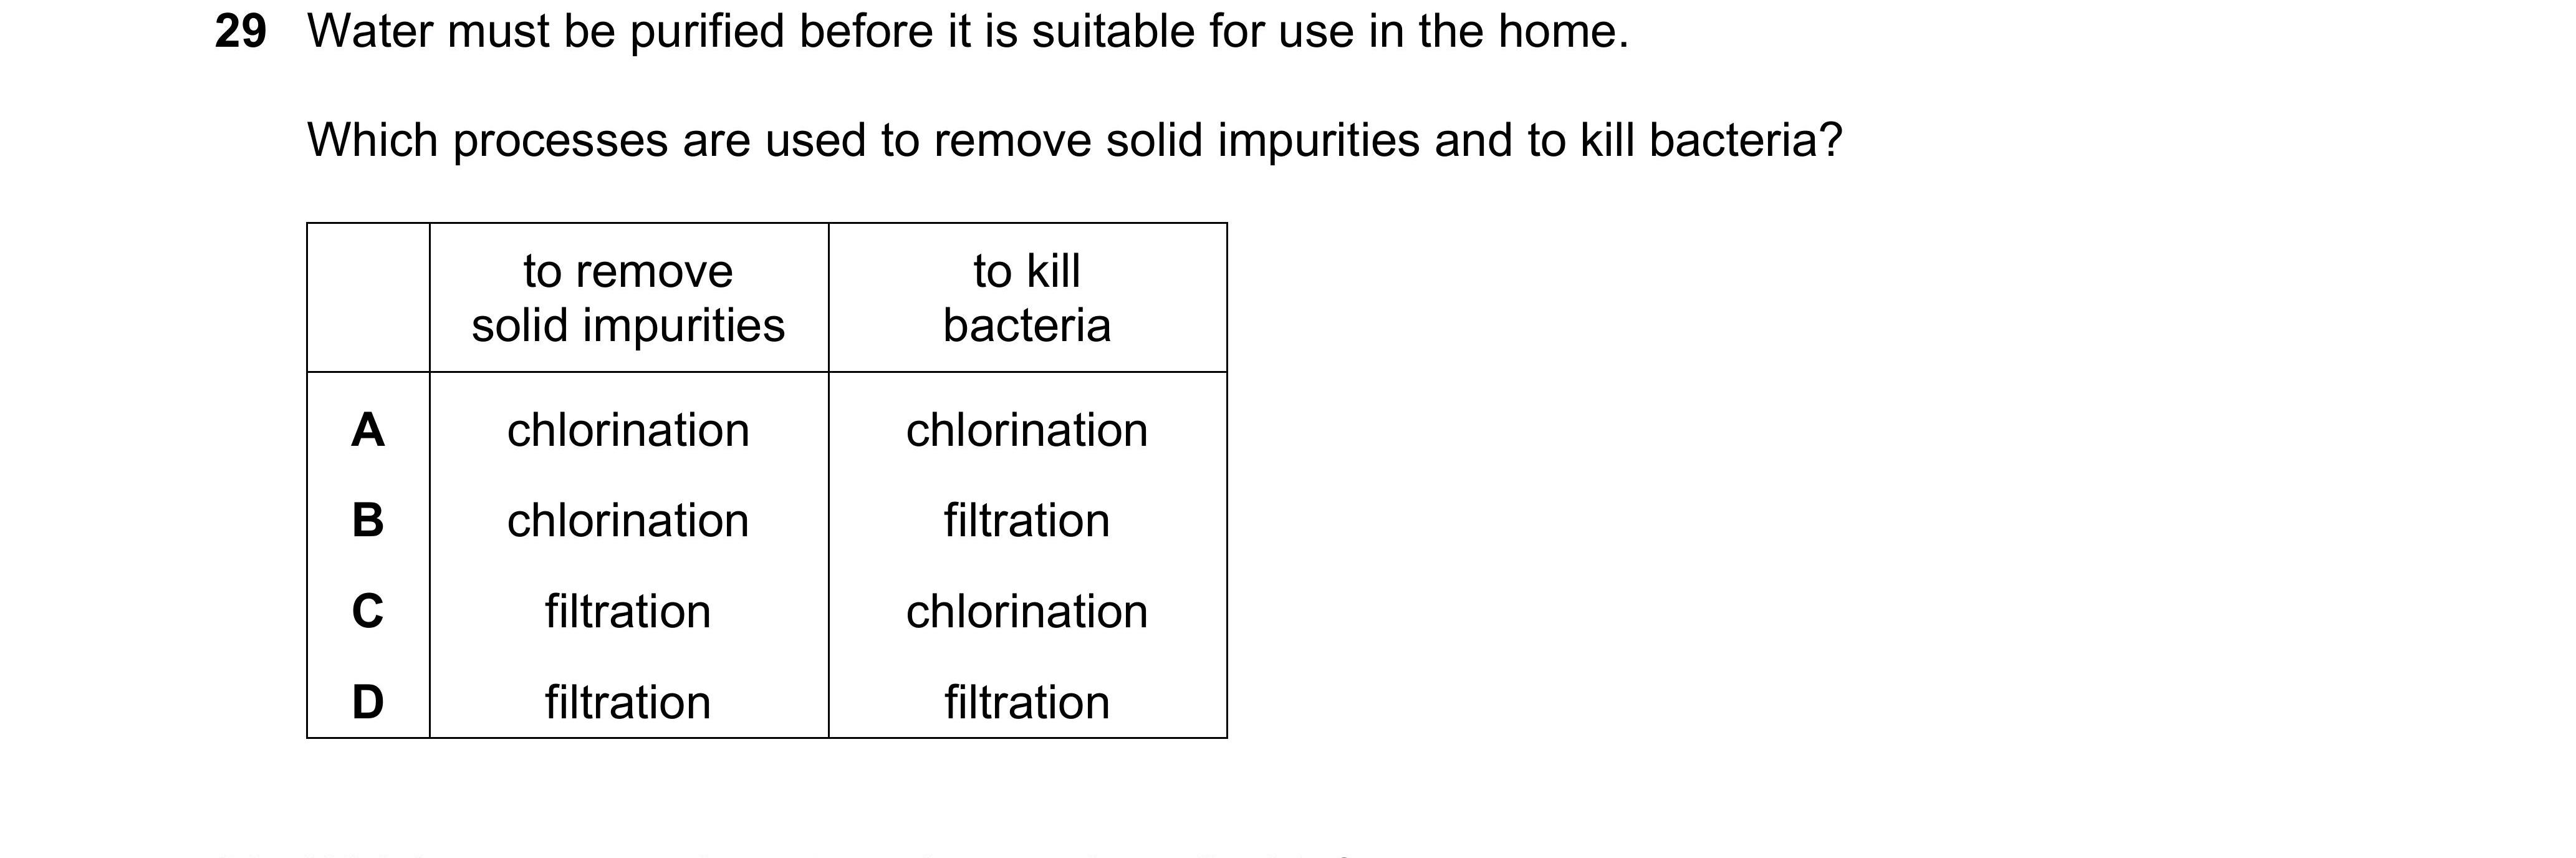 29 Water must be purified before it is suitable for use in the home.
Which processes are used to remove solid impurities and to kill bacteria?
to remove solid impurities to kill bacteria
A chlorination chlorination
B chlorination filtration
C filtration chlorination
D filtration filtration